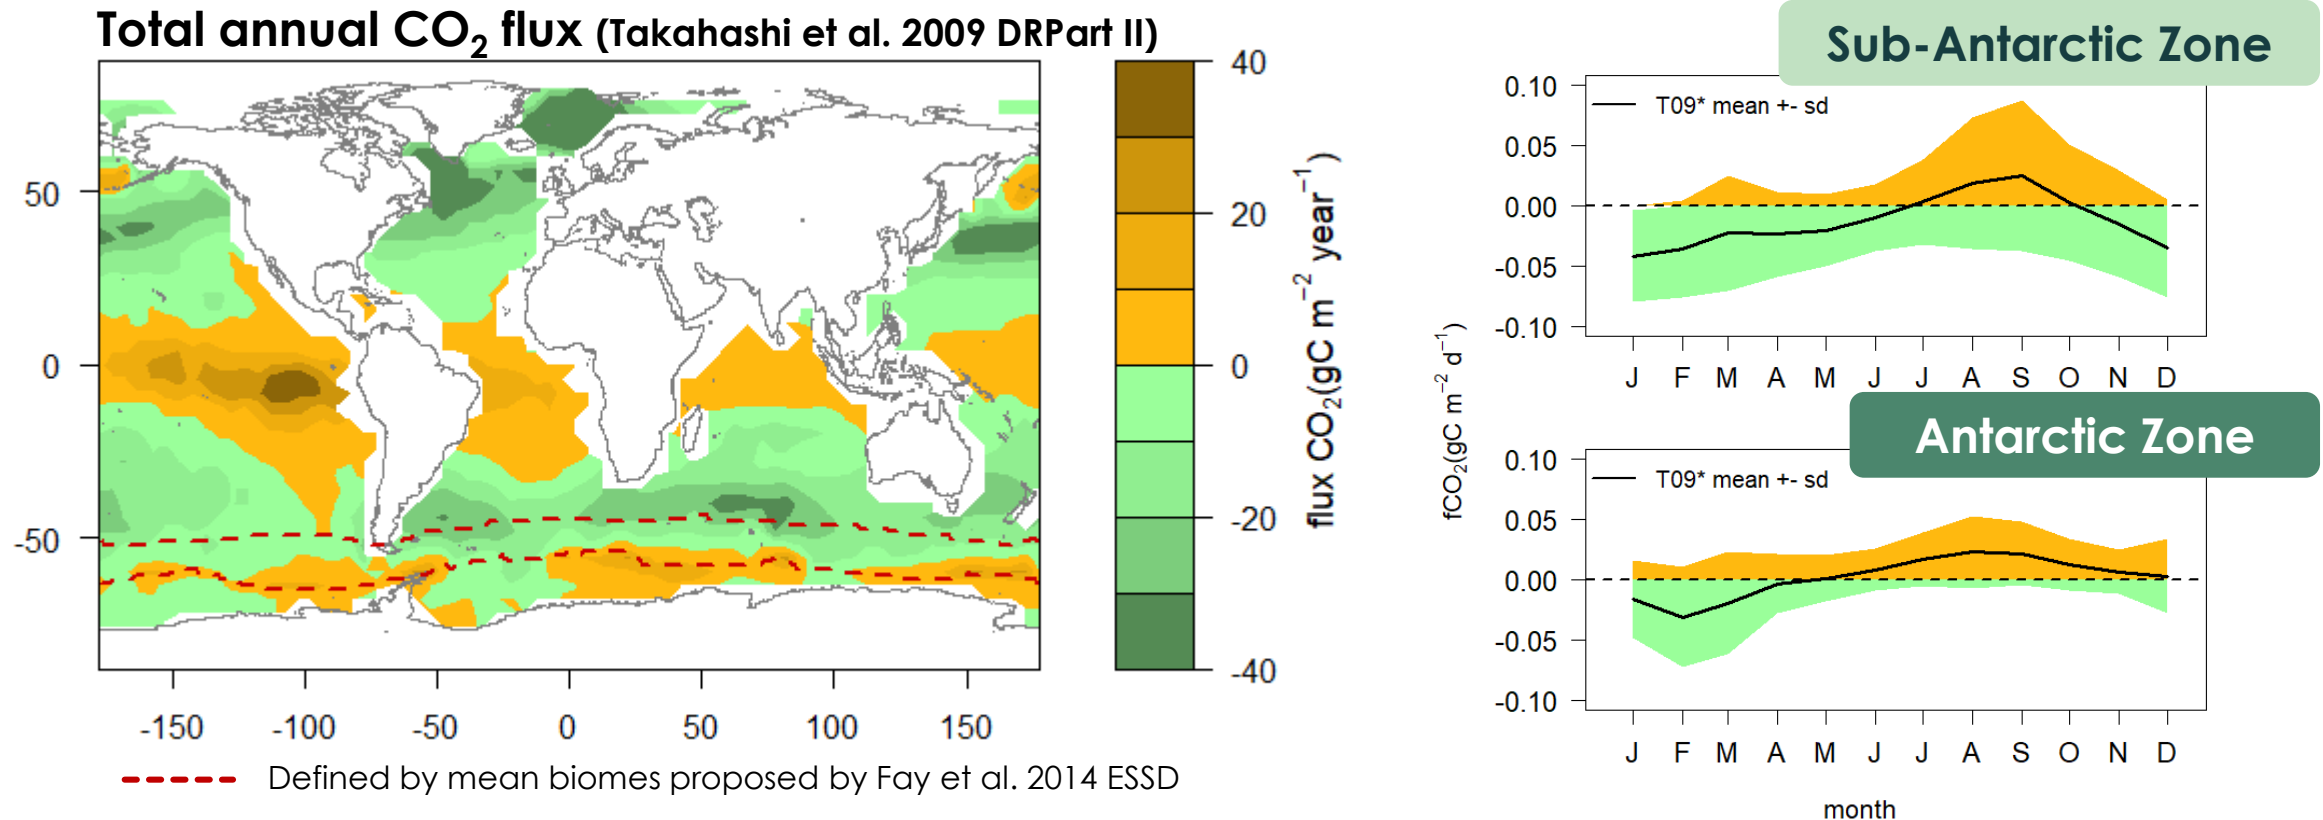 Total annual CO₂ flux (Takahashi et al. 2009 DRPart II)
50
0
-50
-150 -100 -50 0 50 100 150
40
20
0
-20
-40
flux CO₂(gC m⁻² year⁻¹)
Defined by mean biomes proposed by Fay et al. 2014 ESSD
Sub-Antarctic Zone
T09* mean +- sd
0.10
0.05
0.00
-0.05
-0.10
J F M A M J J A S O N D
fCO₂(gC m⁻² d⁻¹)
Antarctic Zone
T09* mean +- sd
0.10
0.05
0.00
-0.05
-0.10
J F M A M J J A S O N D
month